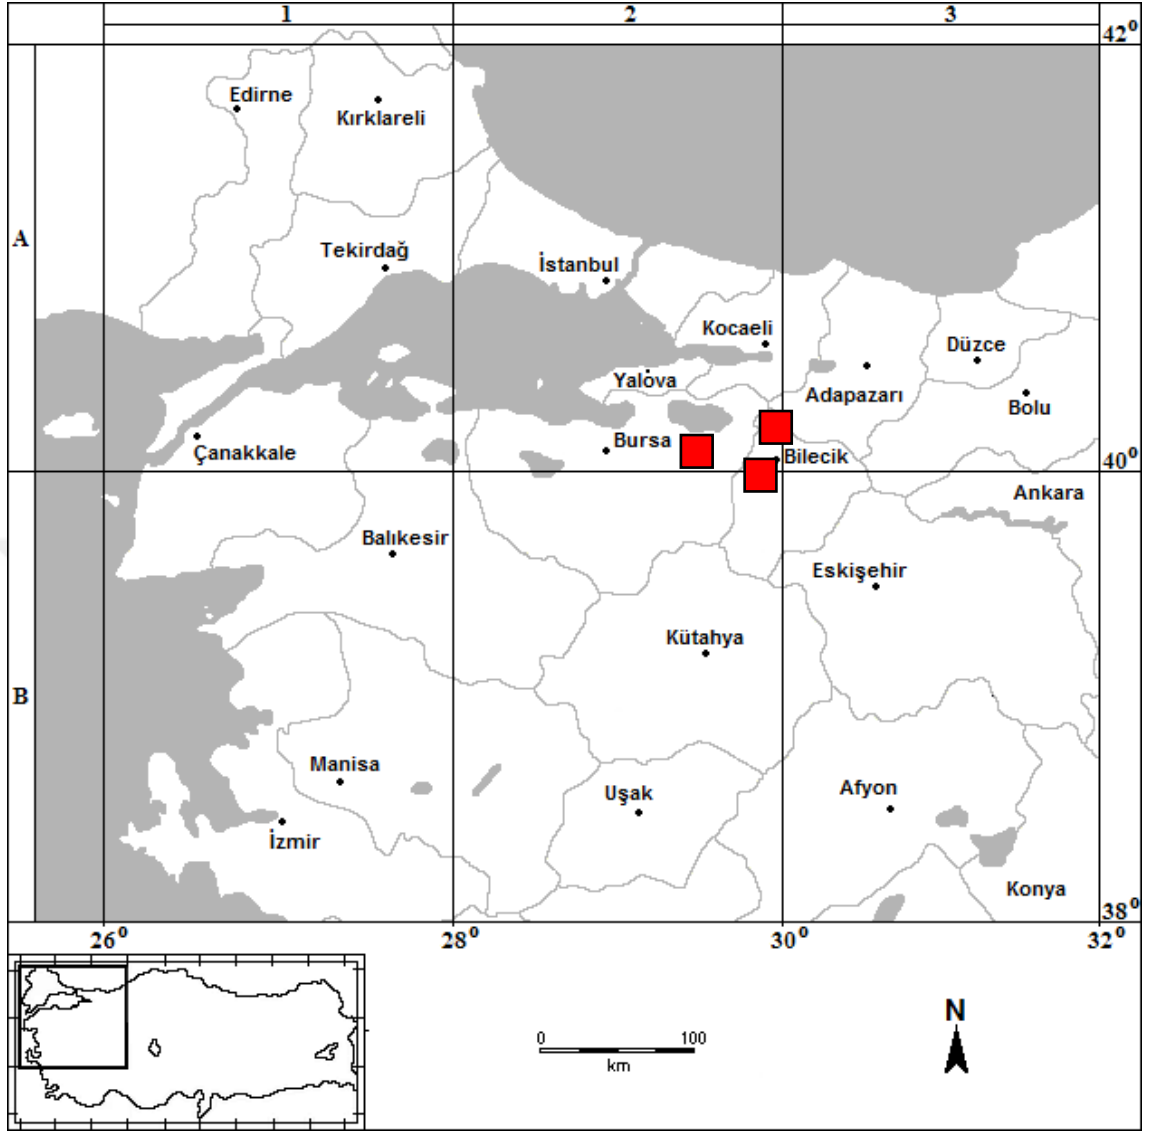 1
2
3
42⁰
Edirne
Kırklareli
A
Tekirdağ
İstanbul
Kocaeli
Düzce
Yalova
Adapazarı
Bolu
Çanakkale
Bursa
Bilecik
40⁰
Ankara
Balıkesir
Eskişehir
Kütahya
B
Manisa
Uşak
Afyon
İzmir
Konya
38⁰
26⁰
28⁰
30⁰
32⁰
N
0
100
km